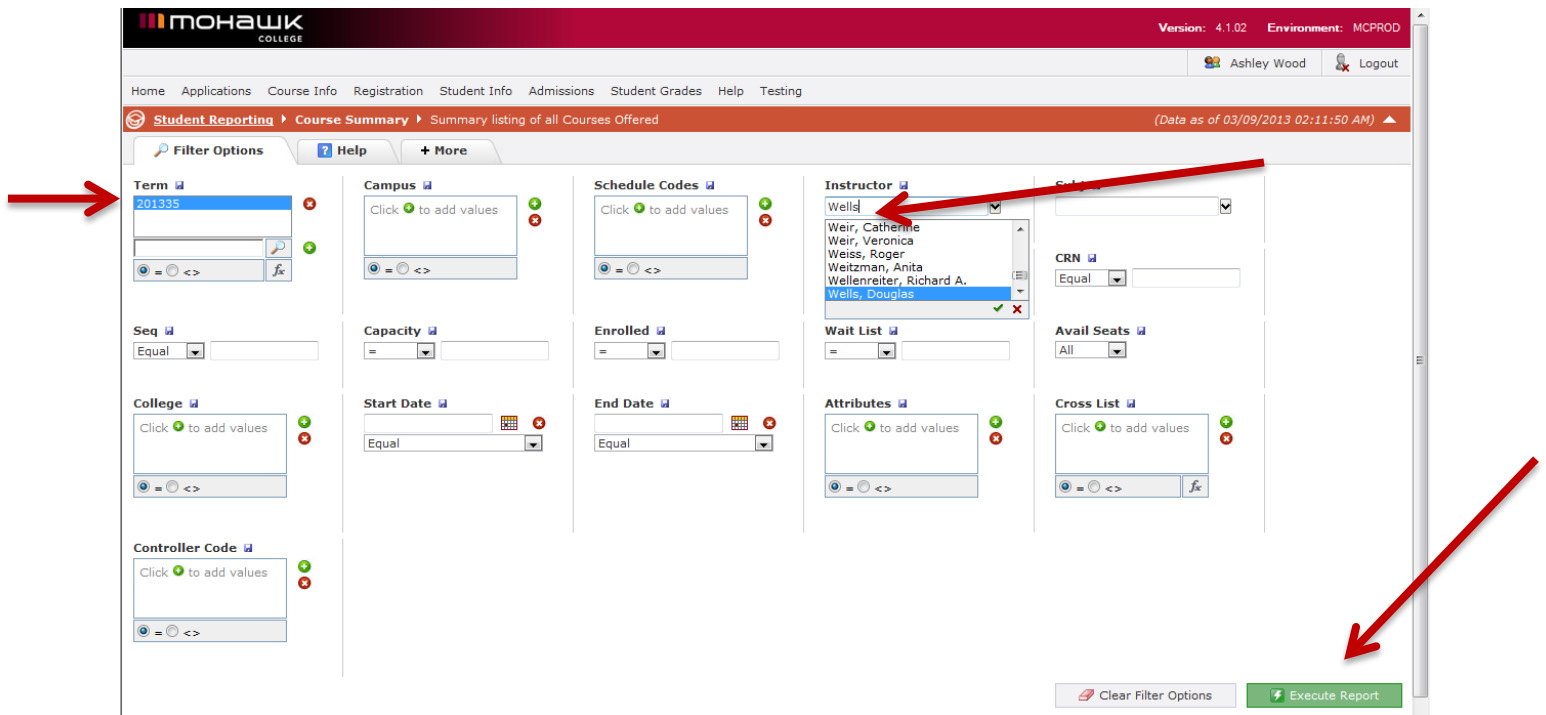 mohawk
COLLEGE
Version: 4.1.02 Environment: MCPROD
Ashley Wood Logout
Home Applications Course Info Registration Student Info Admissions Student Grades Help Testing
Student Reporting Course Summary Summary listing of all Courses Offered (Data as of 03/09/2013 02:11:50 AM)
Filter Options ? Help + More
Term Campus Schedule Codes Instructor
201335 Click to add values Click to add values Wells
Weir, Catherine
Weir, Veronica
Weiss, Roger
Weitzman, Anita
Wellenreiter, Richard A.
Wells, Douglas
= <> fx = <> = <>
CRN
Equal
Seq Capacity Enrolled Wait List Avail Seats
Equal = = = All
College Start Date End Date Attributes Cross List
Click to add values Equal Equal Click to add values Click to add values
= <> = <> = <> fx
Controller Code
Click to add values
= <>
Clear Filter Options Execute Report